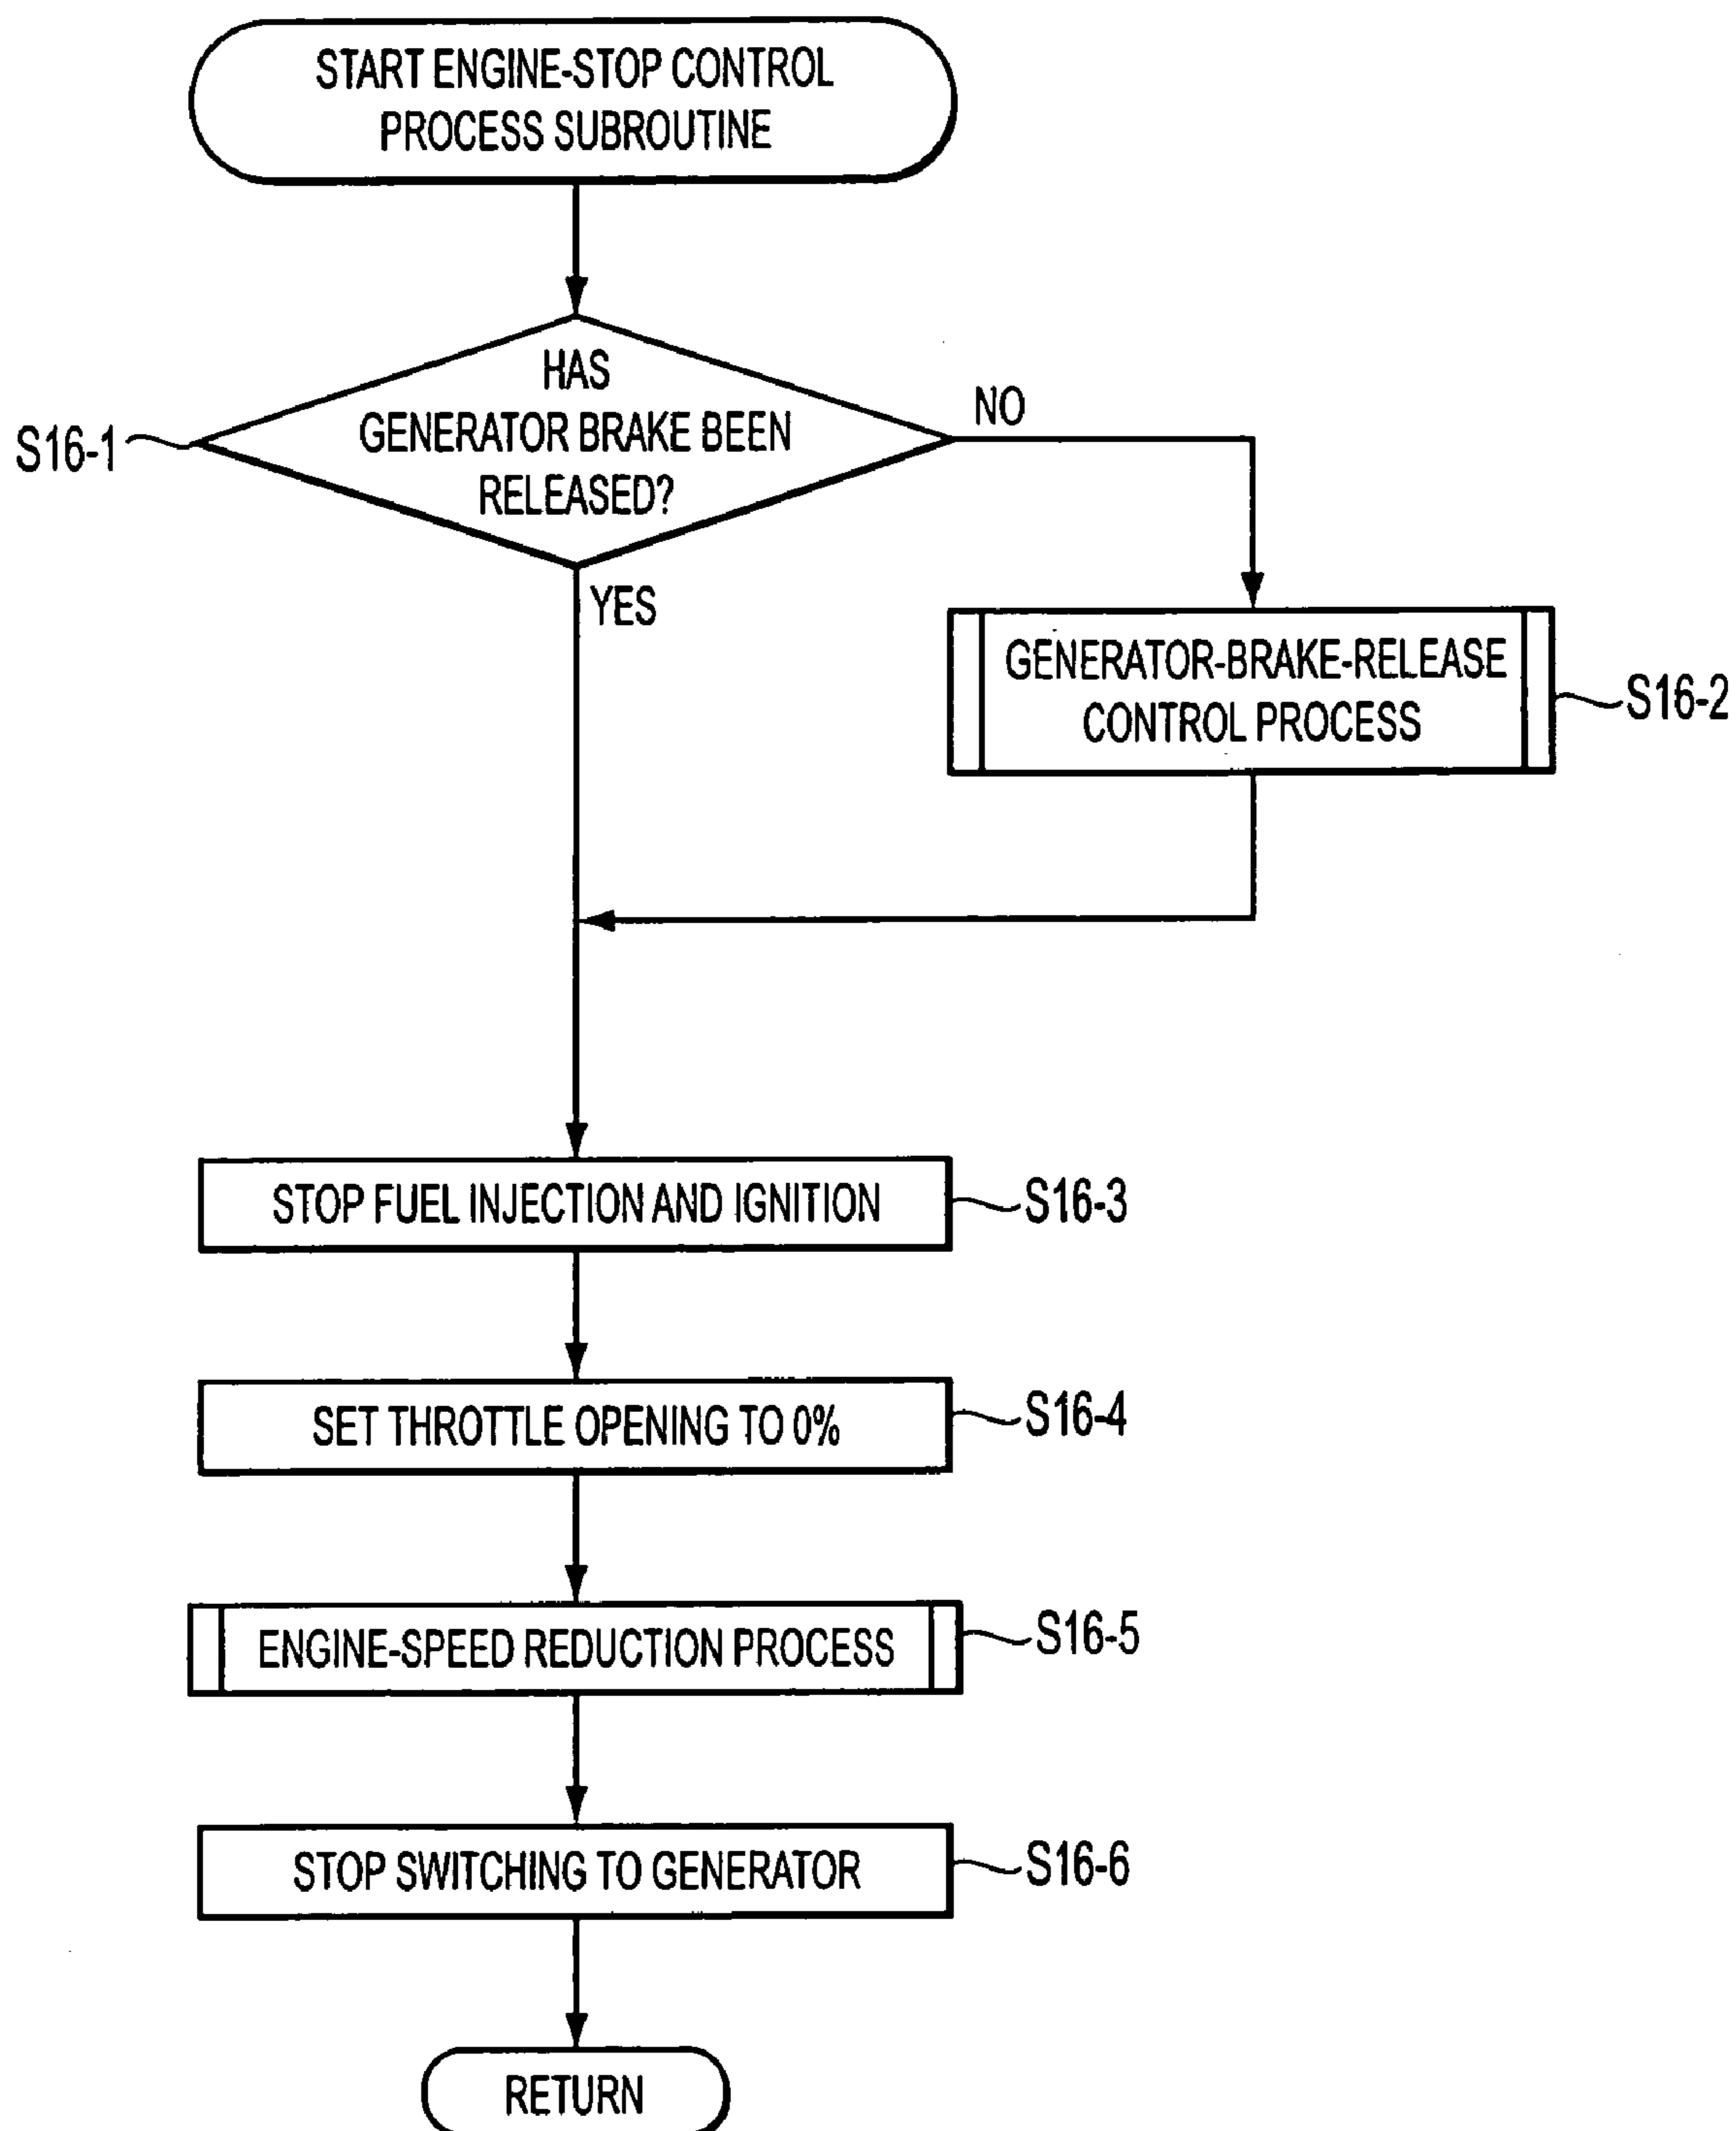 START ENGINE-STOP CONTROL
PROCESS SUBROUTINE
HAS
GENERATOR BRAKE BEEN
RELEASED?
S16-1
NO
YES
GENERATOR-BRAKE-RELEASE
CONTROL PROCESS
S16-2
STOP FUEL INJECTION AND IGNITION
S16-3
SET THROTTLE OPENING TO 0%
S16-4
ENGINE-SPEED REDUCTION PROCESS
S16-5
STOP SWITCHING TO GENERATOR
S16-6
RETURN